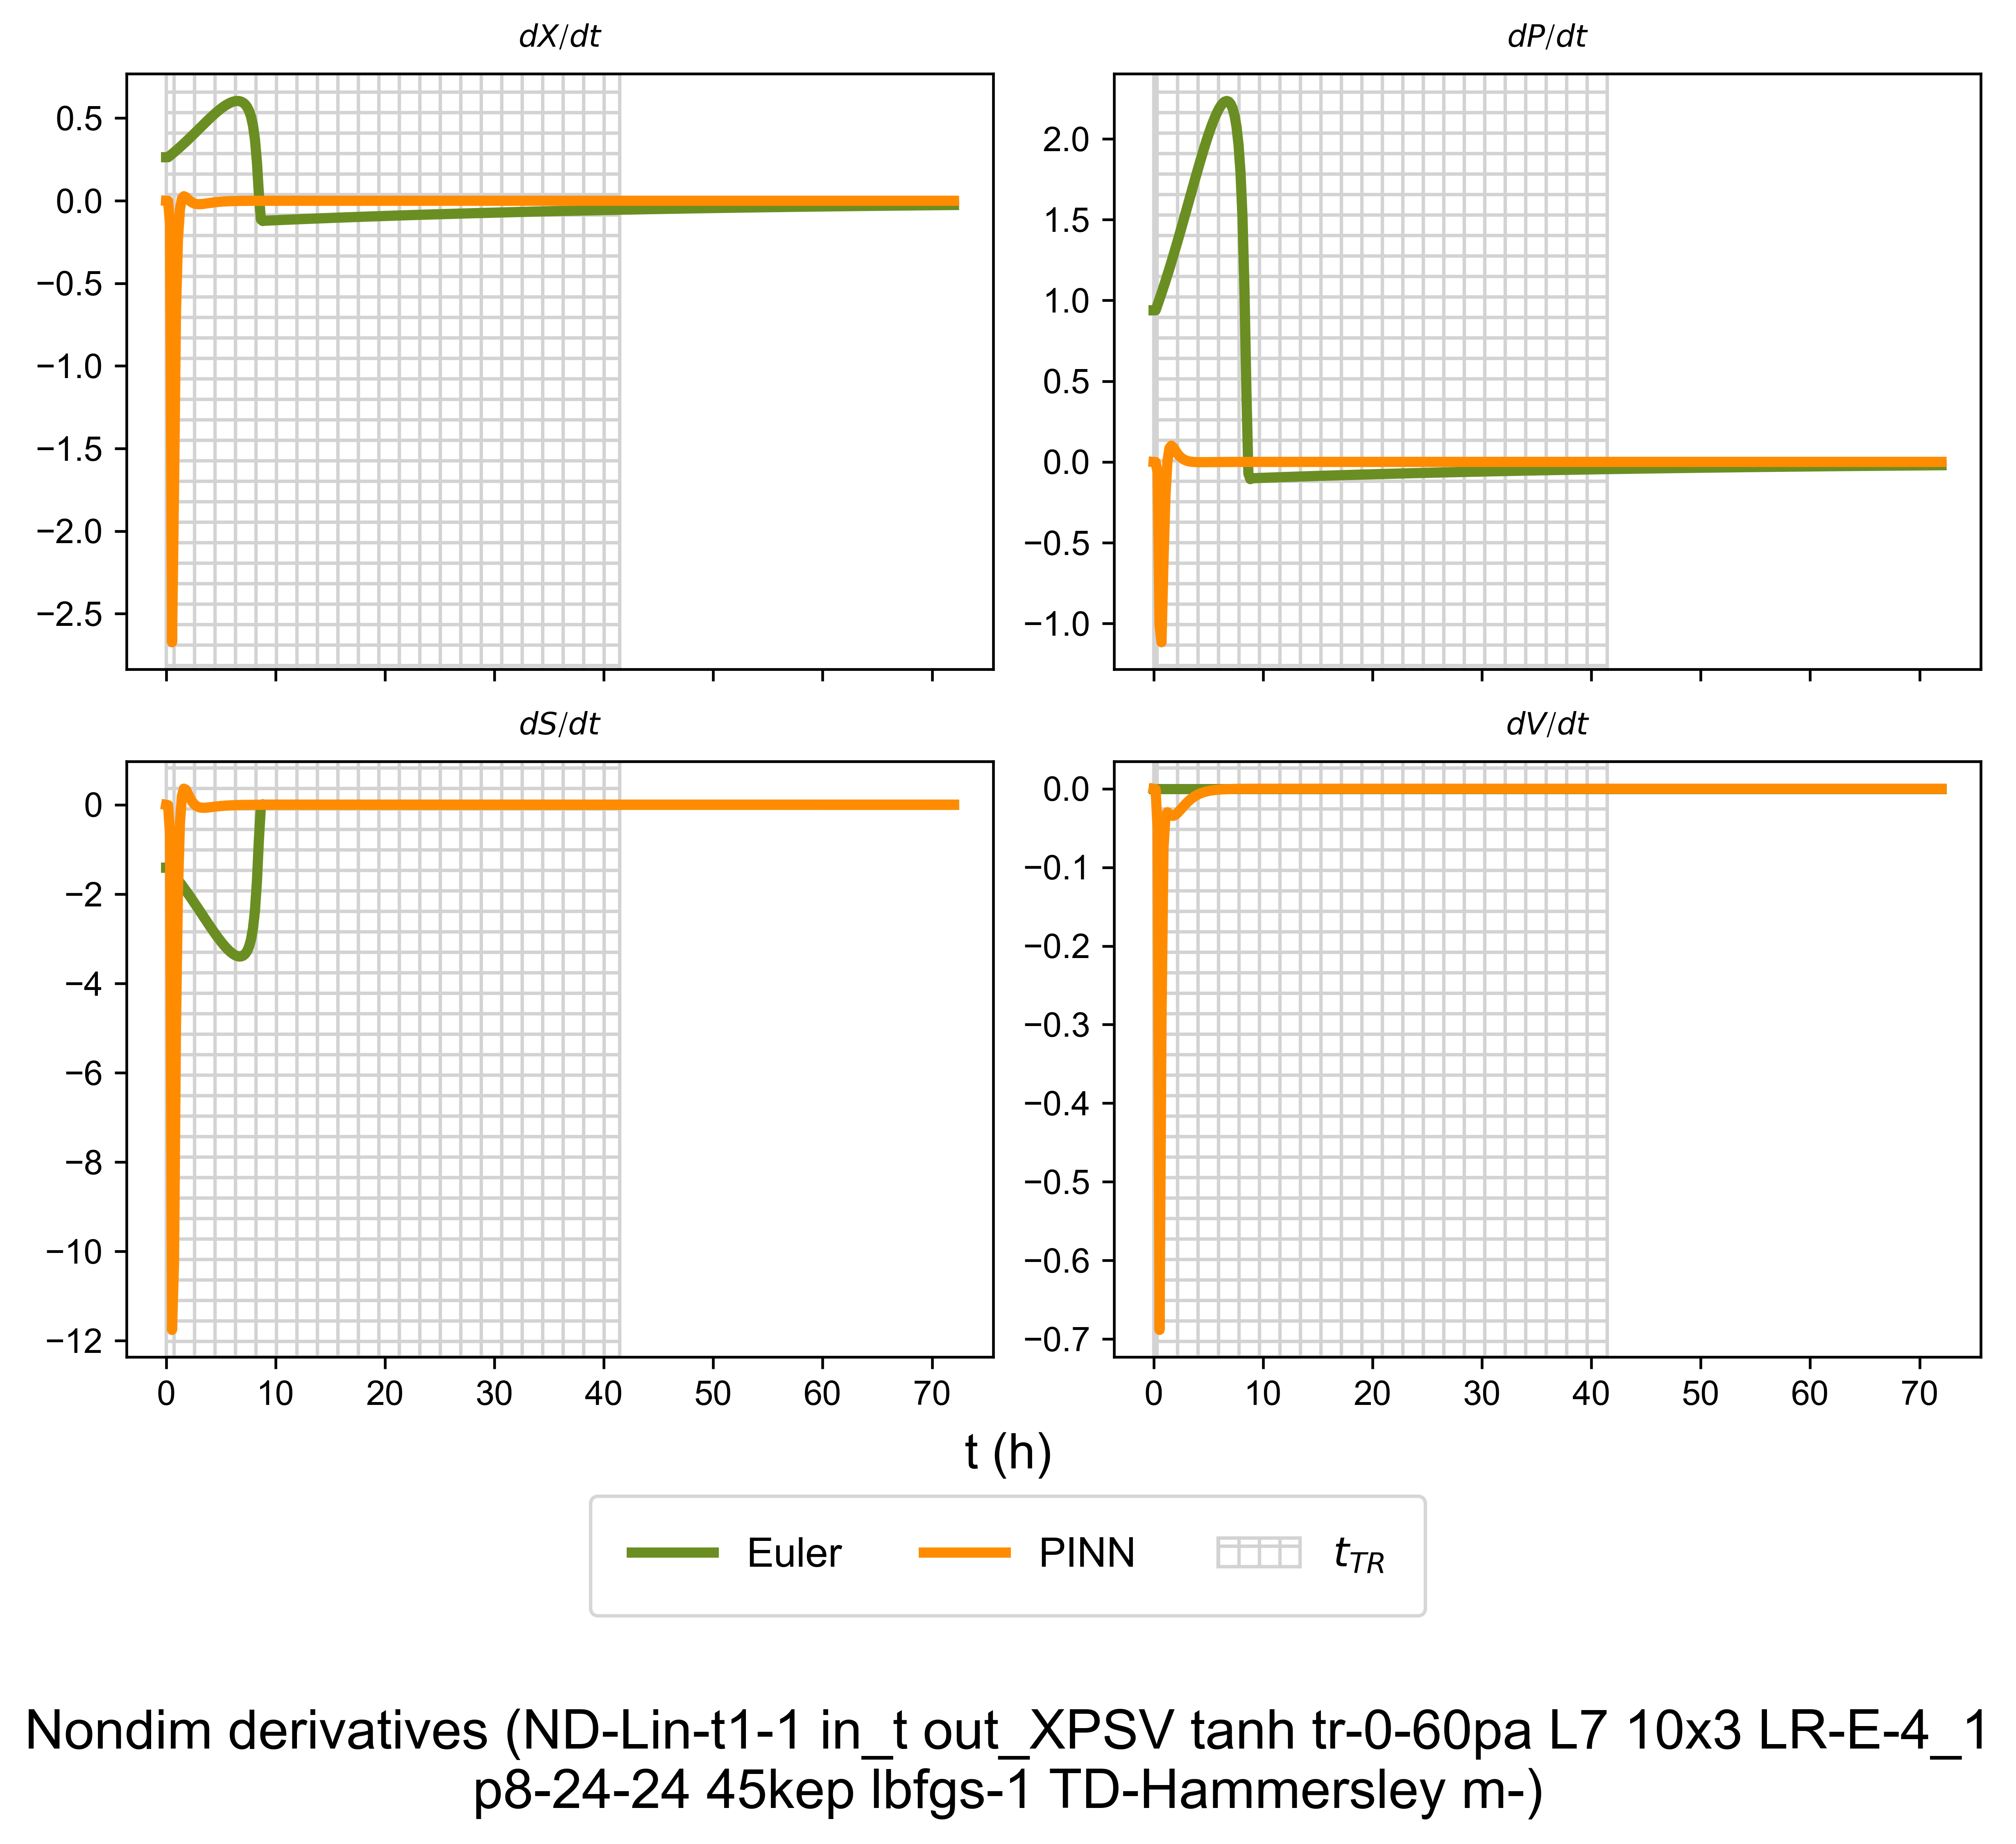 dX/dt
dP/dt
0.5
0.0
−0.5
−1.0
−1.5
−2.0
−2.5
2.0
1.5
1.0
0.5
0.0
−0.5
−1.0
dS/dt
dV/dt
0
−2
−4
−6
−8
−10
−12
0.0
−0.1
−0.2
−0.3
−0.4
−0.5
−0.6
−0.7
0 10 20 30 40 50 60 70
0 10 20 30 40 50 60 70
t (h)
Euler PINN t_TR
Nondim derivatives (ND-Lin-t1-1 in_t out_XPSV tanh tr-0-60pa L7 10x3 LR-E-4_1
p8-24-24 45kep lbfgs-1 TD-Hammersley m-)